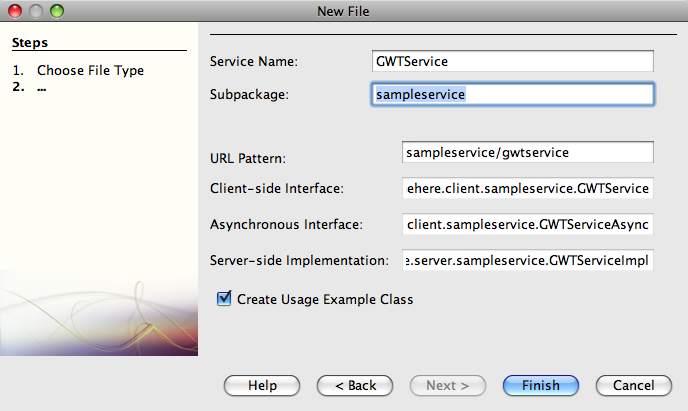 New File
Steps
1. Choose File Type
2. ...
Service Name: GWTService
Subpackage: sampleservice
URL Pattern: sampleservice/gwtservice
Client-side Interface: ehere.client.sampleservice.GWTService
Asynchronous Interface: client.sampleservice.GWTServiceAsync
Server-side Implementation: e.server.sampleservice.GWTServiceImpl
Create Usage Example Class
Help < Back Next > Finish Cancel